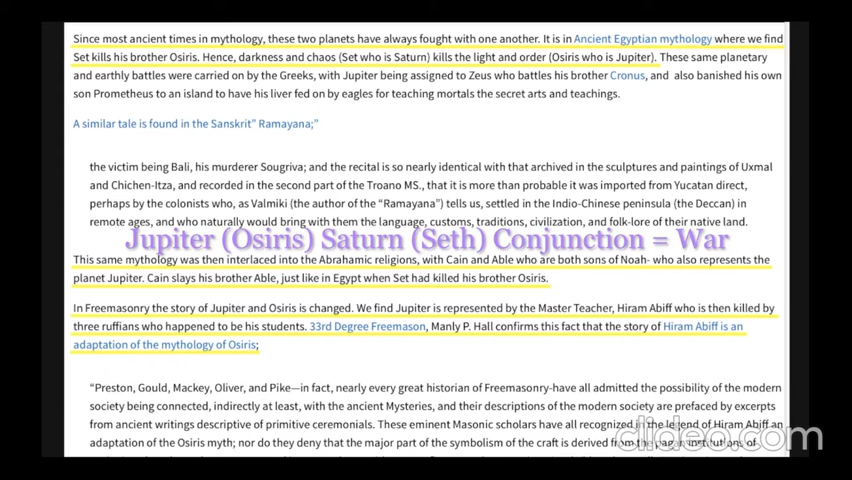 Since most ancient times in mythology, these two planets have always fought with one another. It is in Ancient Egyptian mythology where we find
Set kills his brother Osiris. Hence, darkness and chaos (Set who is Saturn) kills the light and order (Osiris who is Jupiter). These same planetary
and earthly battles were carried on by the Greeks, with Jupiter being assigned to Zeus who battles his brother Cronus, and also banished his own
son Prometheus to an island to have his liver fed on by eagles for teaching mortals the secret arts and teachings.
A similar tale is found in the Sanskrit" Ramayana;"
the victim being Bali, his murderer Sougriva; and the recital is so nearly identical with that archived in the sculptures and paintings of Uxmal
and Chichen-Itza, and recorded in the second part of the Troano MS., that it is more than probable it was imported from Yucatan direct,
perhaps by the colonists who, as Valmiki (the author of the "Ramayana") tells us, settled in the Indio-Chinese peninsula (the Deccan) in
remote ages, and who naturally would bring with them the language, customs, traditions, civilization, and folk-lore of their native land.
Jupiter (Osiris) Saturn (Seth) Conjunction = War
This same mythology was then interlaced into the Abrahamic religions, with Cain and Able who are both sons of Noah- who also represents the
planet Jupiter. Cain slays his brother Able, just like in Egypt when Set had killed his brother Osiris.
In Freemasonry the story of Jupiter and Osiris is changed. We find Jupiter is represented by the Master Teacher, Hiram Abiff who is then killed by
three ruffians who happened to be his students. 33rd Degree Freemason, Manly P. Hall confirms this fact that the story of Hiram Abiff is an
adaptation of the mythology of Osiris;
"Preston, Gould, Mackey, Oliver, and Pike—in fact, nearly every great historian of Freemasonry-have all admitted the possibility of the modern
society being connected, indirectly at least, with the ancient Mysteries, and their descriptions of the modern society are prefaced by excerpts
from ancient writings descriptive of primitive ceremonials. These eminent Masonic scholars have all recognized in the legend of Hiram Abiff an
adaptation of the Osiris myth; nor do they deny that the major part of the symbolism of the craft is derived from the pagan institutions of
clideo.com